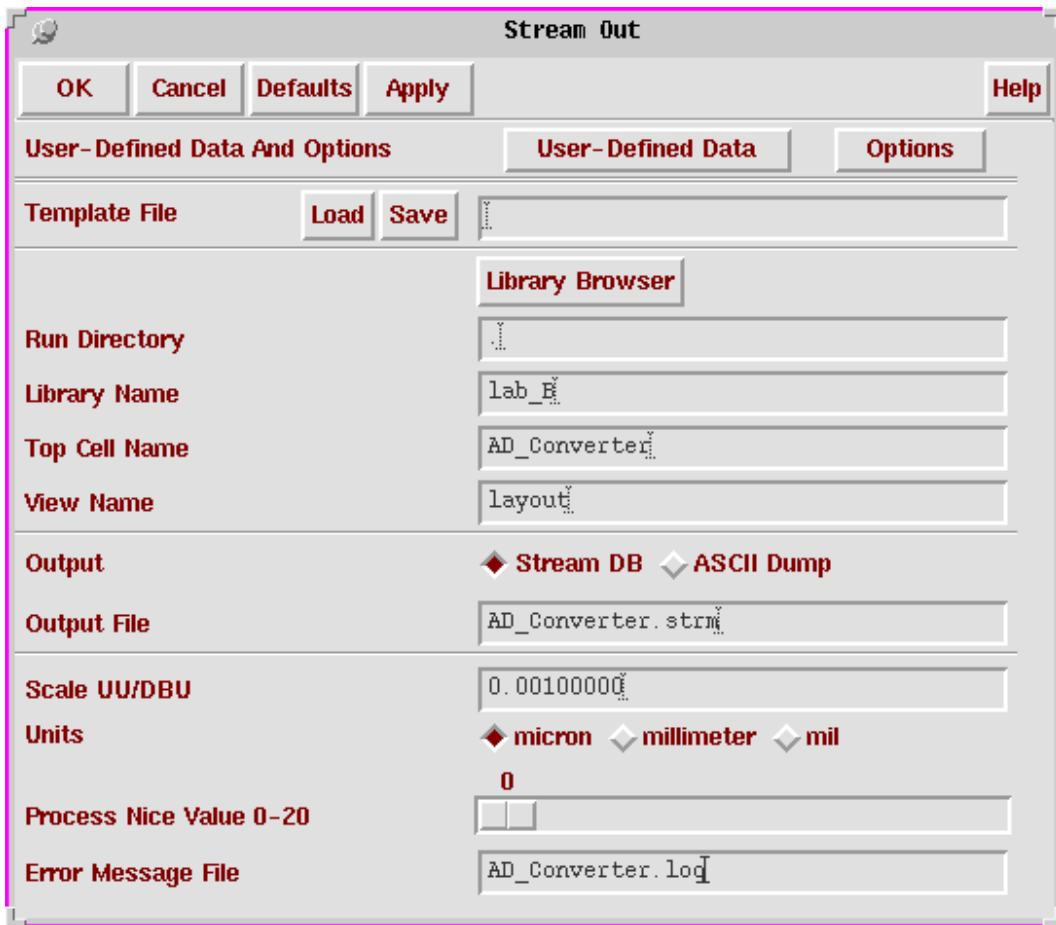 Stream Out
OK Cancel Defaults Apply Help
User-Defined Data And Options User-Defined Data Options
Template File Load Save
Library Browser
Run Directory .
Library Name lab_B
Top Cell Name AD_Converter
View Name layout
Output Stream DB ASCII Dump
Output File AD_Converter.strm
Scale UU/DBU 0.00100000
Units micron millimeter mil
0
Process Nice Value 0-20
Error Message File AD_Converter.log